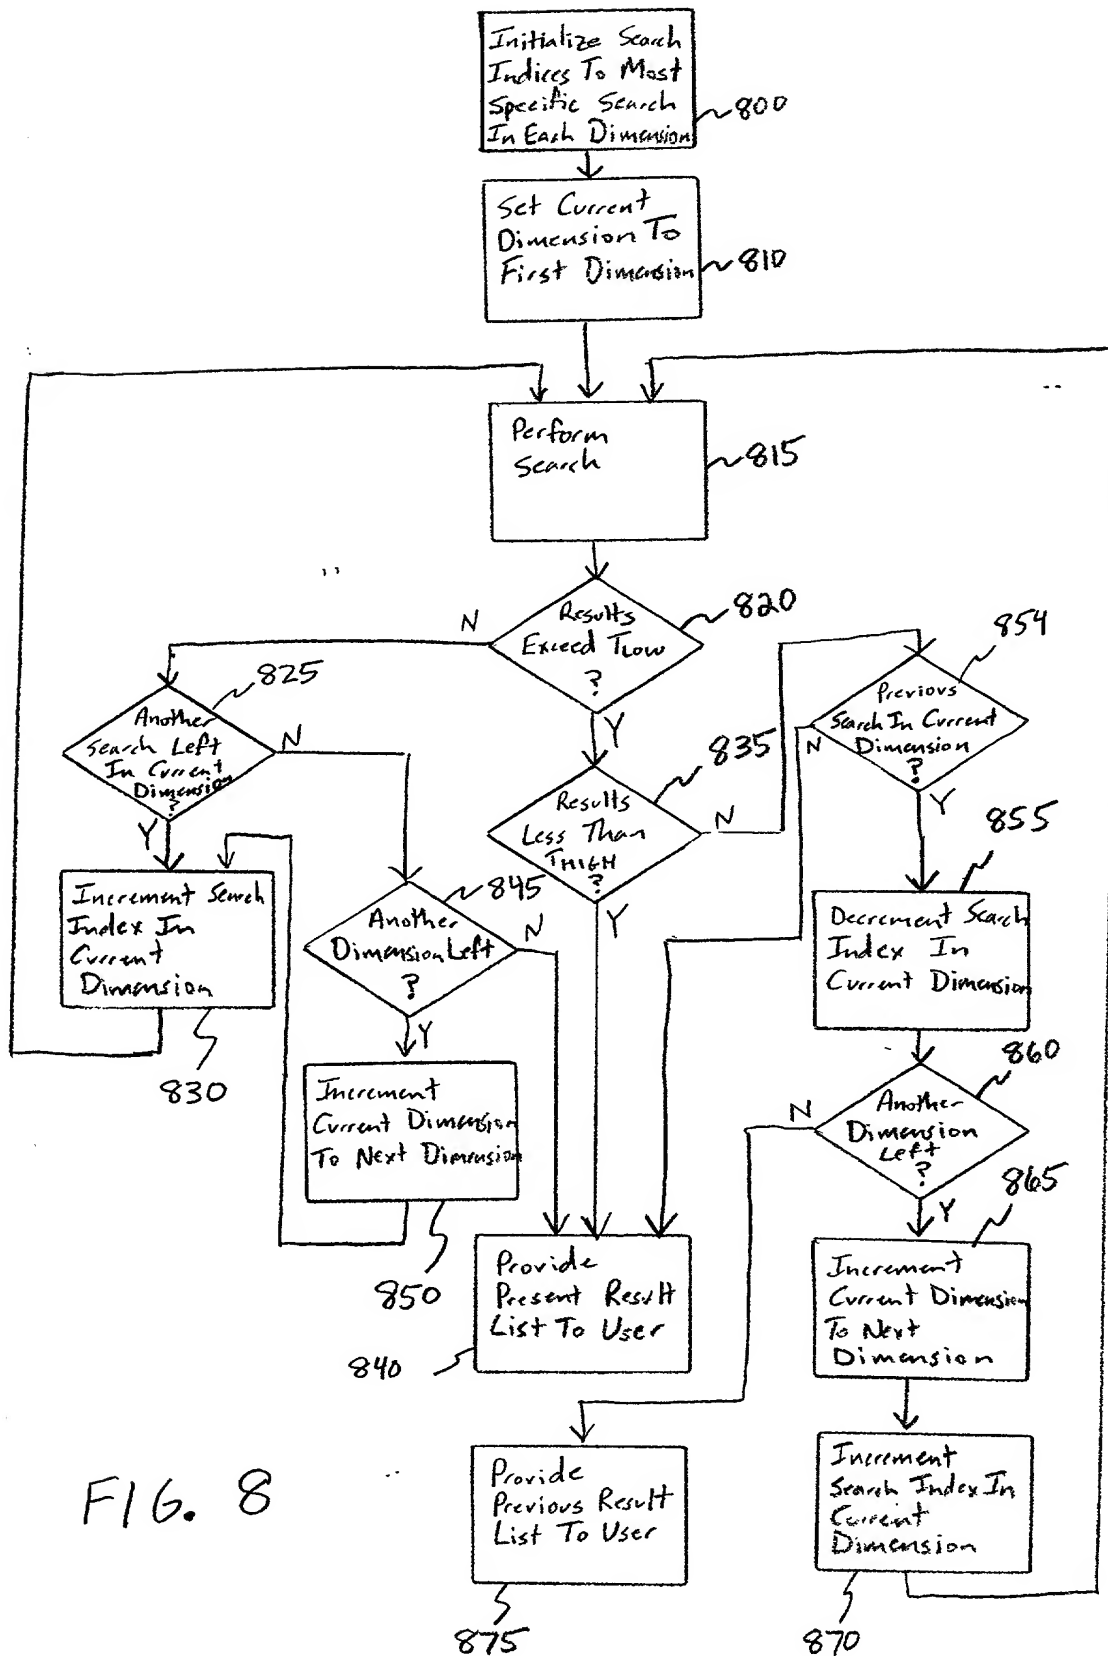 Initialize Search
Indices To Most
Specific Search
In Each Dimension
800
Set Current
Dimension To
First Dimension
810
Perform
Search
815
Results
Exceed TLOW
?
820
N
Y
Another
Search Left
In Current
Dimension
?
825
N
Y
Results
Less Than
THIGH
?
835
N
Y
Previous
Search In Current
Dimension
?
854
N
Y
Increment Search
Index In
Current
Dimension
830
Another
Dimension Left
?
845
N
Y
Decrement Search
Index In
Current Dimension
855
Increment
Current Dimension
To Next Dimension
850
Another
Dimension
Left
?
860
N
Y
Provide
Present Result
List To User
840
Increment
Current Dimension
To Next
Dimension
865
Provide
Previous Result
List To User
875
Increment
Search Index In
Current
Dimension
870
FIG. 8